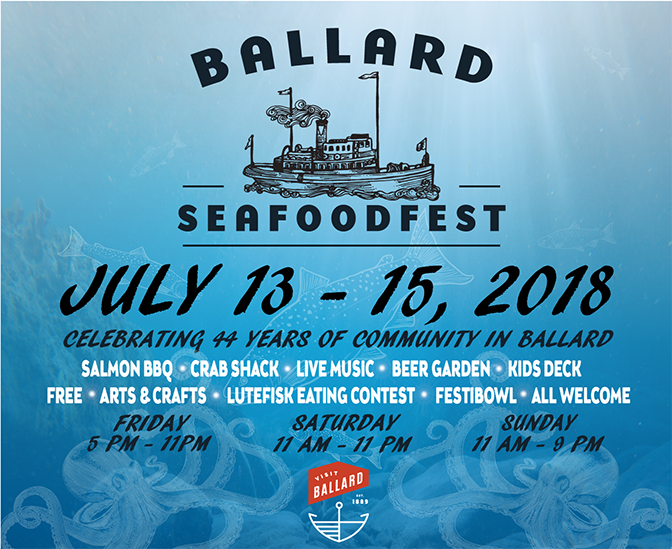 BALLARD
SEAFOODFEST
JULY 13 - 15, 2018
CELEBRATING 44 YEARS OF COMMUNITY IN BALLARD
SALMON BBQ • CRAB SHACK • LIVE MUSIC • BEER GARDEN • KIDS DECK
FREE • ARTS & CRAFTS • LUTEFISK EATING CONTEST • FESTIBOWL • ALL WELCOME
FRIDAY
5 PM - 11PM
SATURDAY
11 AM - 11 PM
SUNDAY
11 AM - 9 PM
VISIT
BALLARD
EST.
1889